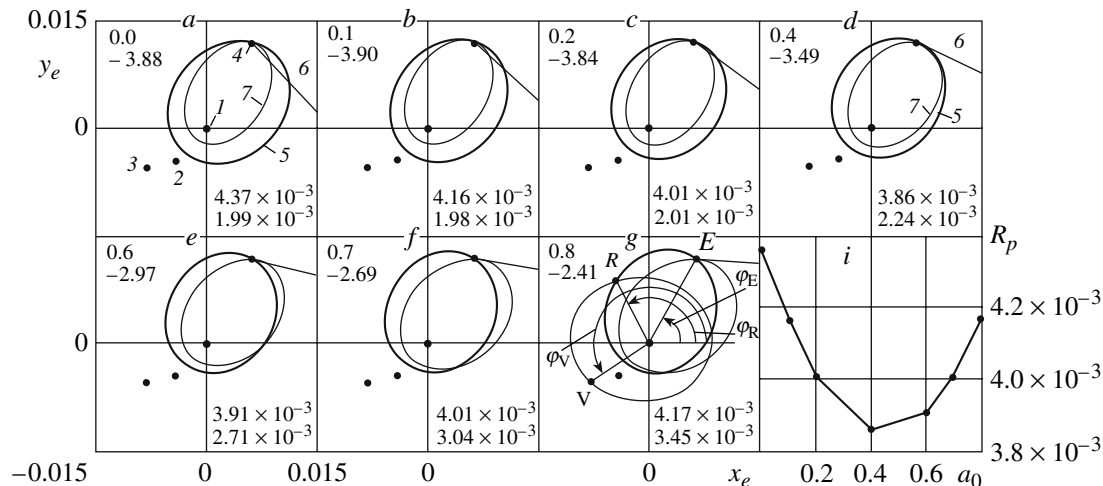 0.015 a b c d
0.0 0.1 0.2 0.4
−3.88 −3.90 −3.84 −3.49
y_e 4 6 6
7 1 7 5
0
3 2 5
4.37 × 10⁻³ 4.16 × 10⁻³ 4.01 × 10⁻³ 3.86 × 10⁻³
1.99 × 10⁻³ 1.98 × 10⁻³ 2.01 × 10⁻³ 2.24 × 10⁻³
e f g E i R_p
0.6 0.7 0.8
−2.97 −2.69 −2.41
R φ_E
4.2 × 10⁻³
φ_R
0 φ_V
4.0 × 10⁻³
V
3.91 × 10⁻³ 4.01 × 10⁻³ 4.17 × 10⁻³
2.71 × 10⁻³ 3.04 × 10⁻³ 3.45 × 10⁻³
3.8 × 10⁻³
−0.015 0 0.015 0 0 x_e 0.2 0.4 0.6 a₀